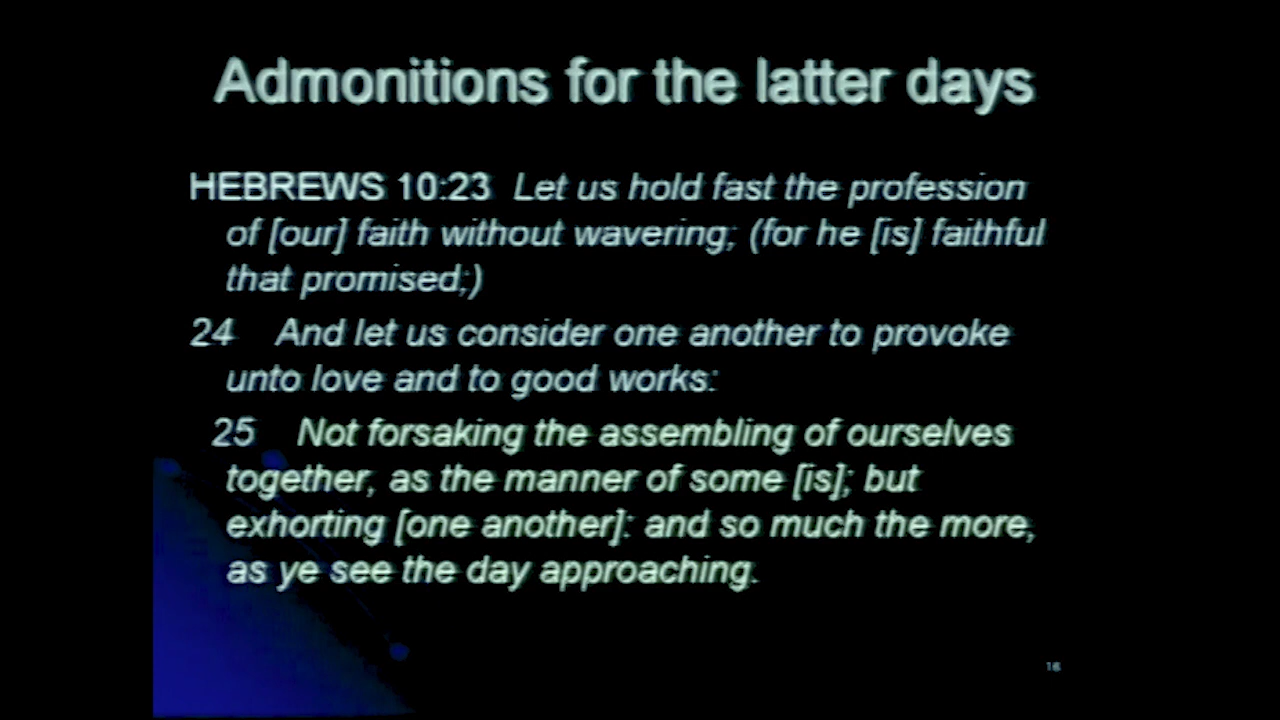 Admonitions for the latter days
HEBREWS 10:23 Let us hold fast the profession
of [our] faith without wavering; (for he [is] faithful
that promised;)
24 And let us consider one another to provoke
unto love and to good works:
25 Not forsaking the assembling of ourselves
together, as the manner of some [is]; but
exhorting [one another]: and so much the more,
as ye see the day approaching.